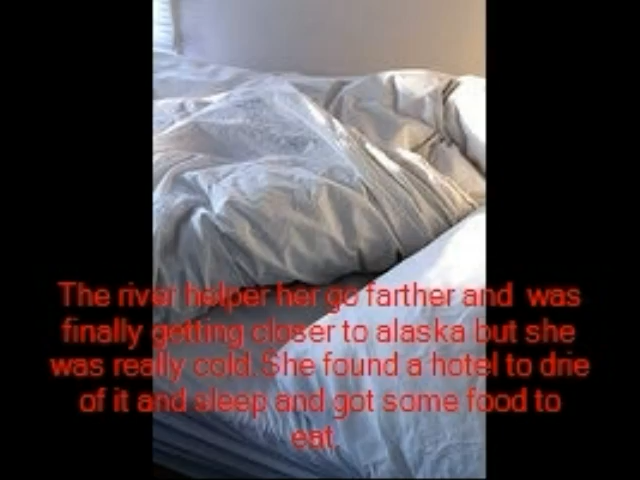 The river helper her go farther and  was
finally getting closer to alaska but she
was really cold.She found a hotel to drie
of it and sleep and got some food to
eat.